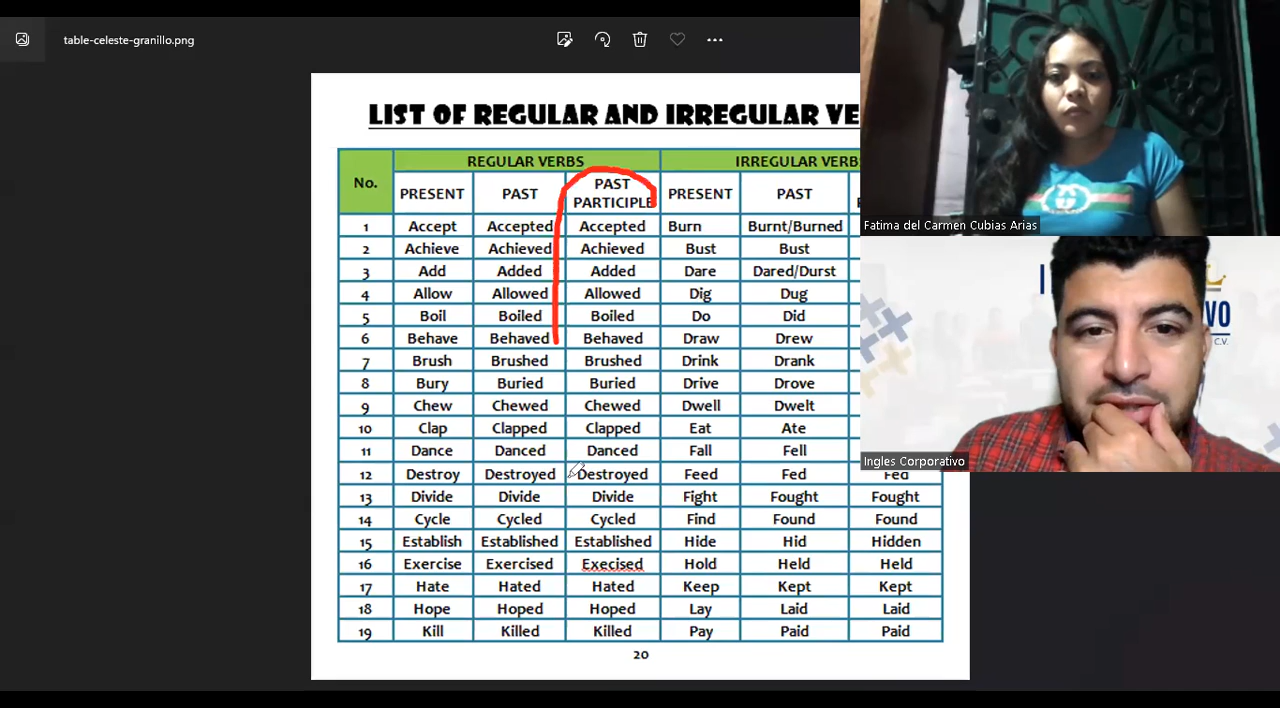 table-celeste-granillo.png
LIST OF REGULAR AND IRREGULAR VE
No. REGULAR VERBS IRREGULAR VERBS
PRESENT PAST PAST PARTICIPLE PRESENT PAST
1 Accept Accepted Accepted Burn Burnt/Burned
2 Achieve Achieved Achieved Bust Bust
3 Add Added Added Dare Dared/Durst
4 Allow Allowed Allowed Dig Dug
5 Boil Boiled Boiled Do Did
6 Behave Behaved Behaved Draw Drew
7 Brush Brushed Brushed Drink Drank
8 Bury Buried Buried Drive Drove
9 Chew Chewed Chewed Dwell Dwelt
10 Clap Clapped Clapped Eat Ate
11 Dance Danced Danced Fall Fell
12 Destroy Destroyed Destroyed Feed Fed Fed
13 Divide Divide Divide Fight Fought Fought
14 Cycle Cycled Cycled Find Found Found
15 Establish Established Established Hide Hid Hidden
16 Exercise Exercised Execised Hold Held Held
17 Hate Hated Hated Keep Kept Kept
18 Hope Hoped Hoped Lay Laid Laid
19 Kill Killed Killed Pay Paid Paid
20
Fatima del Carmen Cubias Arias
VO
C.V.
Ingles Corporativo